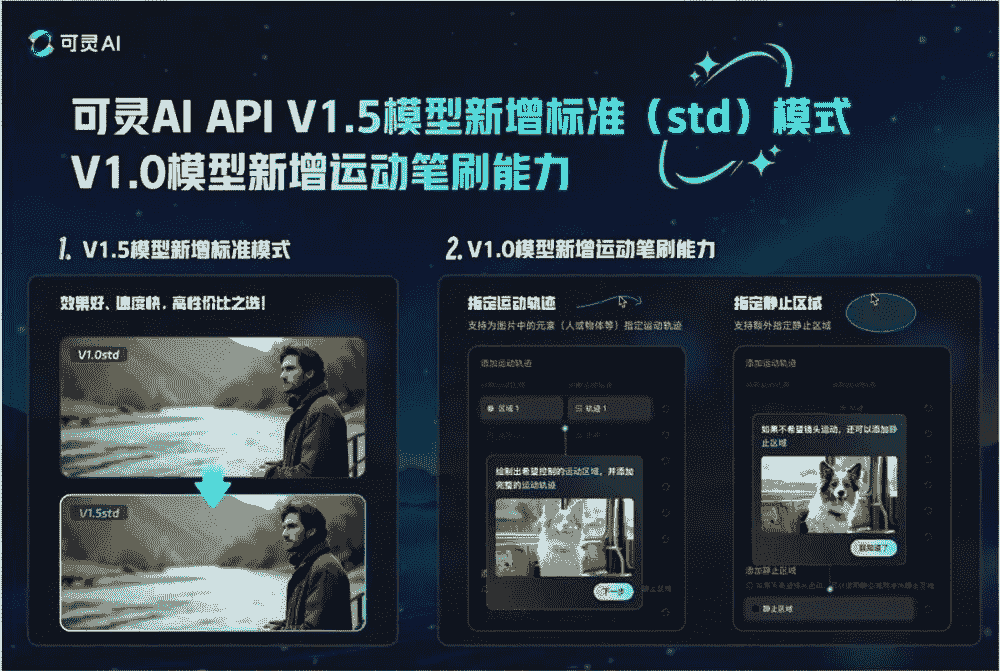 可灵AI
可灵AI API V1.5模型新增标准（std）模式
V1.0模型新增运动笔刷能力
1. V1.5模型新增标准模式
效果好、速度快，高性价比之选！
V1.0std
V1.5std
2. V1.0模型新增运动笔刷能力
指定运动轨迹
支持为图片中的元素（人或物体等）指定运动轨迹
添加运动轨迹
区域 1
轨迹 1
绘制出希望控制的运动区域，并添加
完整的运动轨迹
下一步
指定静止区域
支持额外指定静止区域
添加运动轨迹
如果不希望镜头运动，还可以添加静
止区域
我知道了
添加静止区域
静止区域